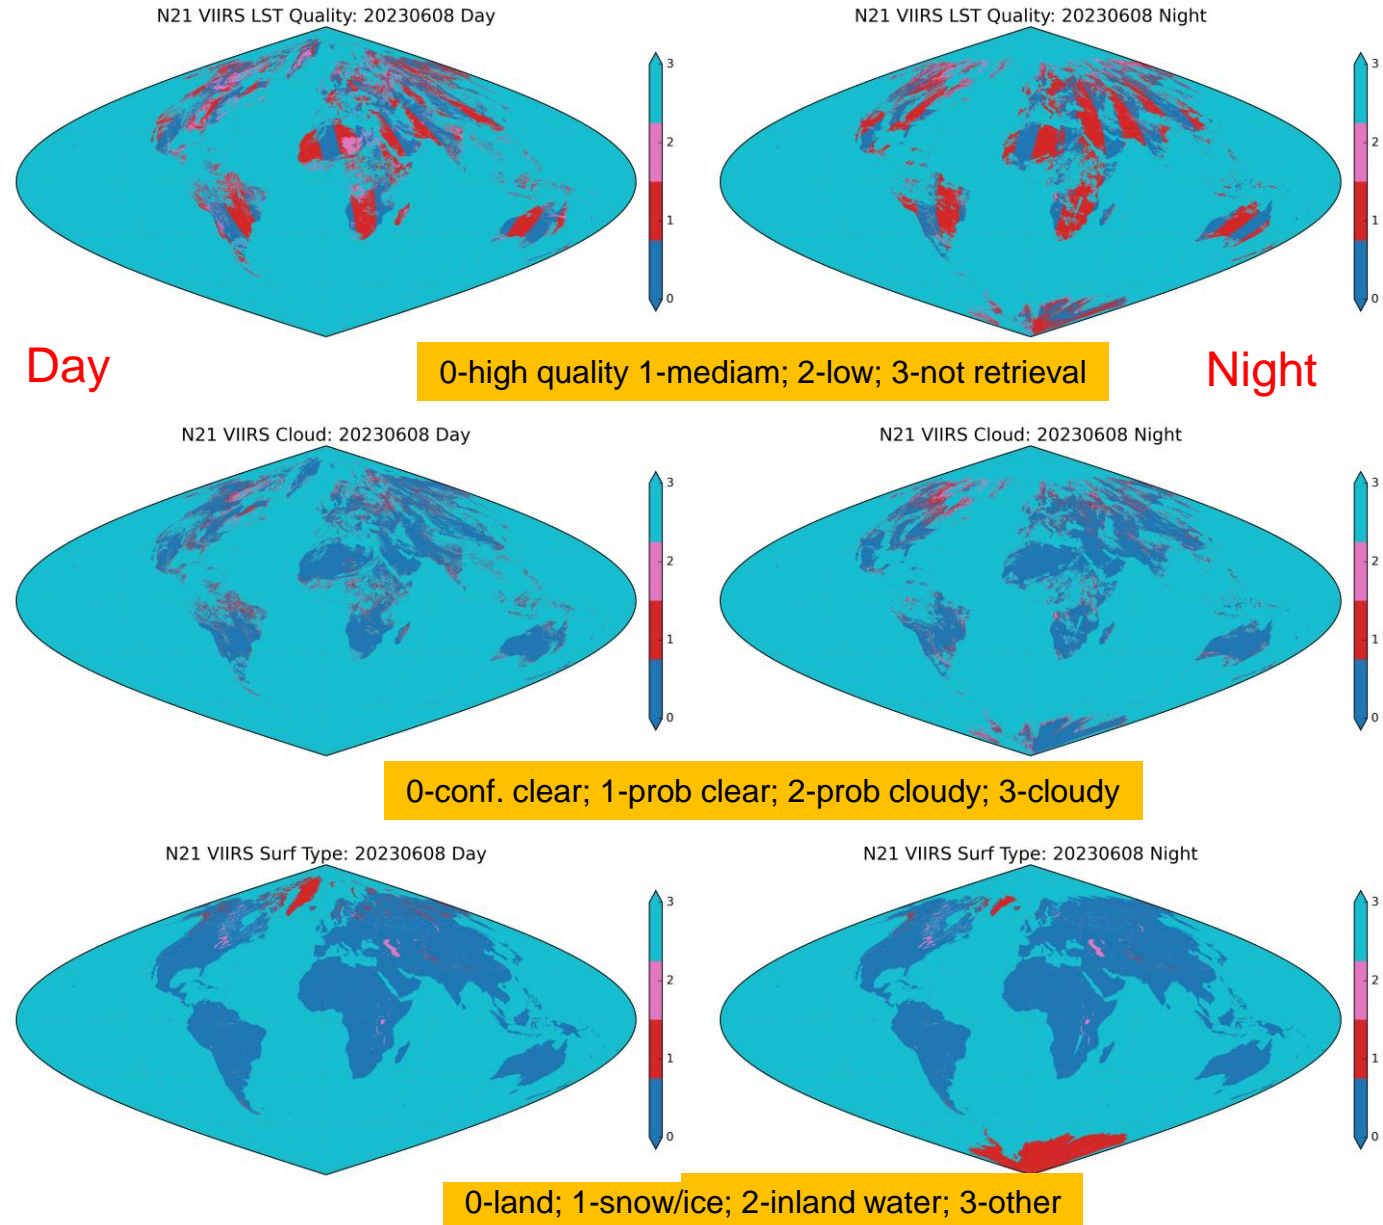 N21 VIIRS LST Quality: 20230608 Day
N21 VIIRS LST Quality: 20230608 Night
3
2
1
0
3
2
1
0
Day
0-high quality 1-mediam; 2-low; 3-not retrieval
Night
N21 VIIRS Cloud: 20230608 Day
N21 VIIRS Cloud: 20230608 Night
3
2
1
0
3
2
1
0
0-conf. clear; 1-prob clear; 2-prob cloudy; 3-cloudy
N21 VIIRS Surf Type: 20230608 Day
N21 VIIRS Surf Type: 20230608 Night
3
2
1
0
3
2
1
0
0-land; 1-snow/ice; 2-inland water; 3-other